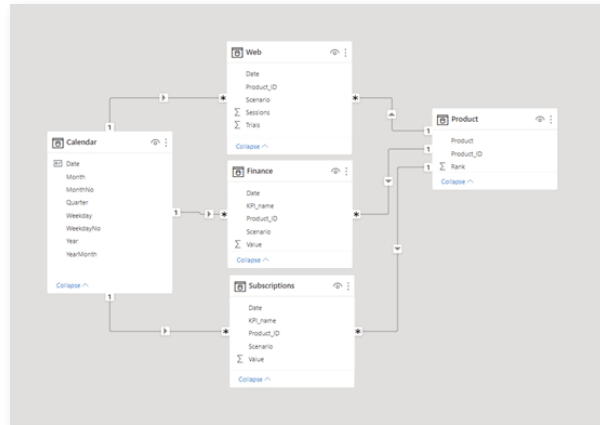 Web
Date
Product_ID
Scenario
Σ Sessions
Σ Trials
Collapse ^
*
*
Product
Product
Product_ID
Σ Rank
Collapse ^
1
1
1
Calendar
Date
Month
MonthNo
Quarter
Weekday
WeekdayNo
Year
YearMonth
Collapse ^
1
1
1
Finance
Date
KPI_name
Product_ID
Scenario
Σ Value
Collapse ^
*
*
Subscriptions
Date
KPI_name
Product_ID
Scenario
Σ Value
Collapse ^
*
*